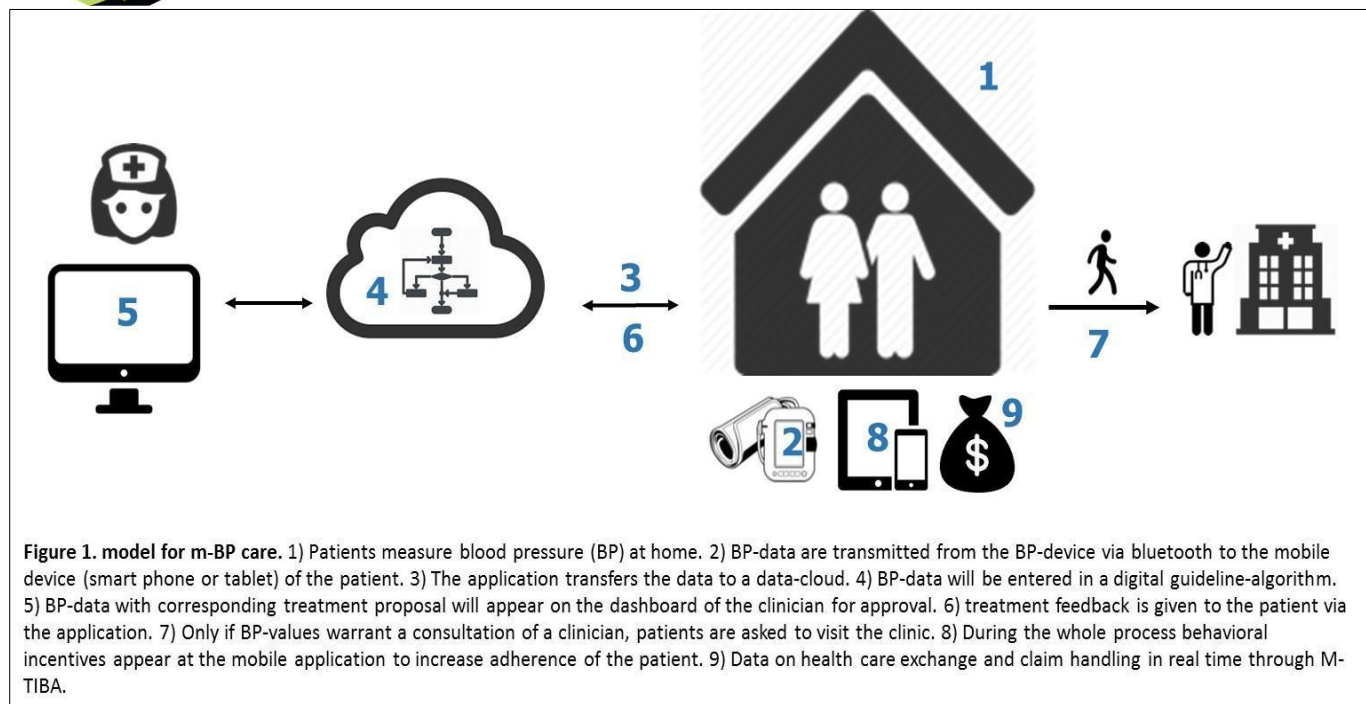 1
5
4
3
6
7
2
8
9
$
Figure 1. model for m-BP care. 1) Patients measure blood pressure (BP) at home. 2) BP-data are transmitted from the BP-device via bluetooth to the mobile
device (smart phone or tablet) of the patient. 3) The application transfers the data to a data-cloud. 4) BP-data will be entered in a digital guideline-algorithm.
5) BP-data with corresponding treatment proposal will appear on the dashboard of the clinician for approval. 6) treatment feedback is given to the patient via
the application. 7) Only if BP-values warrant a consultation of a clinician, patients are asked to visit the clinic. 8) During the whole process behavioral
incentives appear at the mobile application to increase adherence of the patient. 9) Data on health care exchange and claim handling in real time through M-
TIBA.